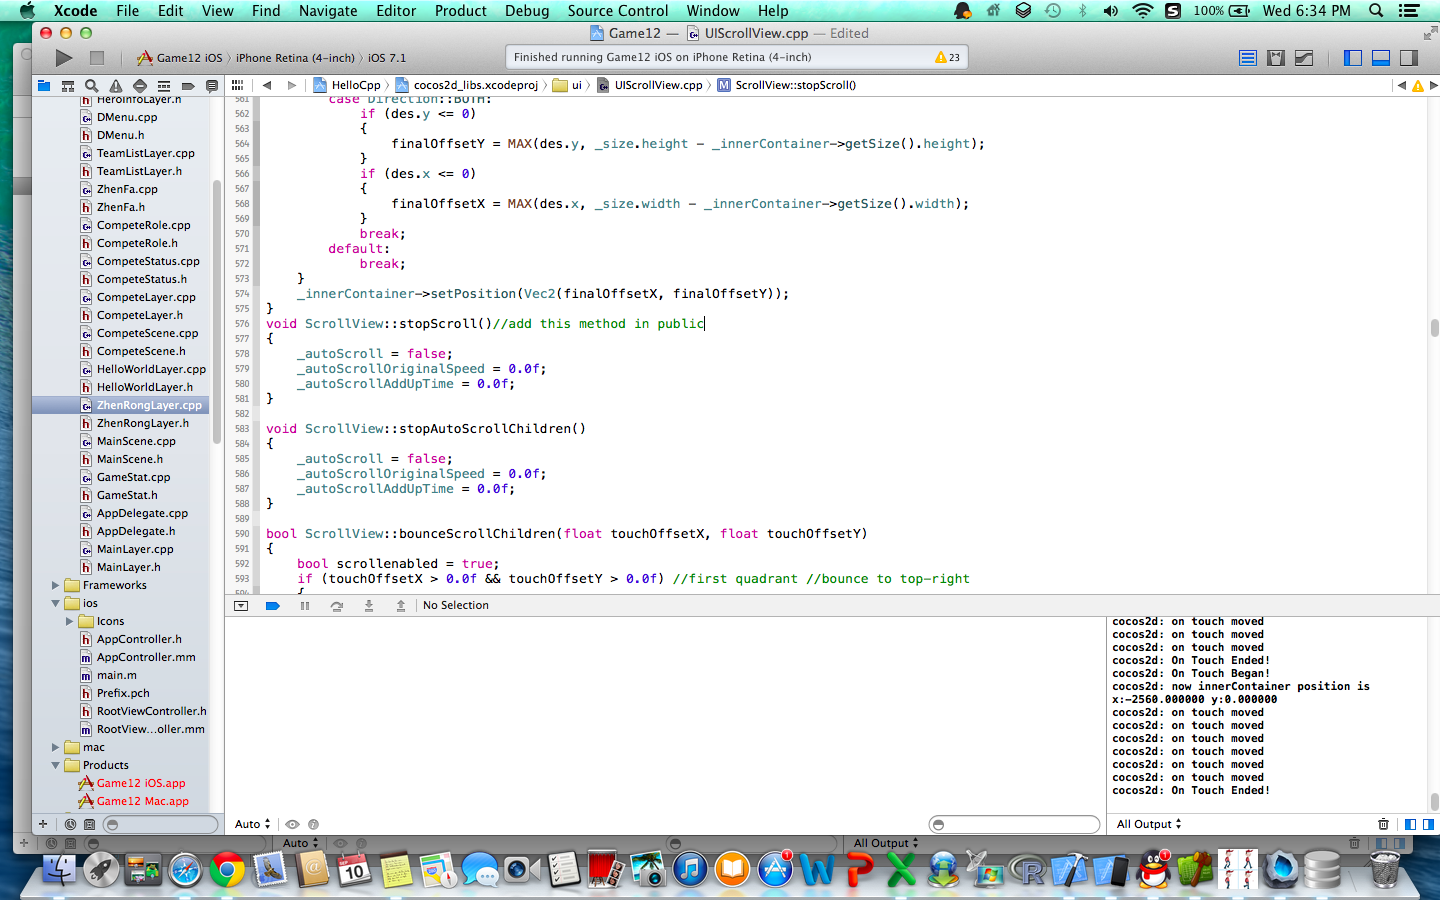 Xcode File Edit View Find Navigate Editor Product Debug Source Control Window Help 100% Wed 6:34 PM
Game12 — UIScrollView.cpp — Edited
Game12 iOS iPhone Retina (4-inch) iOS 7.1
Finished running Game12 iOS on iPhone Retina (4-inch) 23
HelloCpp cocos2d_libs.xcodeproj ui UIScrollView.cpp M ScrollView::stopScroll()
HeroInfoLayer.h
DMenu.cpp
DMenu.h
TeamListLayer.cpp
TeamListLayer.h
ZhenFa.cpp
ZhenFa.h
CompeteRole.cpp
CompeteRole.h
CompeteStatus.cpp
CompeteStatus.h
CompeteLayer.cpp
CompeteLayer.h
CompeteScene.cpp
CompeteScene.h
HelloWorldLayer.cpp
HelloWorldLayer.h
ZhenRongLayer.cpp
ZhenRongLayer.h
MainScene.cpp
MainScene.h
GameStat.cpp
GameStat.h
AppDelegate.cpp
AppDelegate.h
MainLayer.cpp
MainLayer.h
Frameworks
ios
Icons
AppController.h
AppController.mm
main.m
Prefix.pch
RootViewController.h
RootView...oller.mm
mac
Products
Game12 iOS.app
Game12 Mac.app
561 case Direction::BOTH:
562 if (des.y <= 0)
563 {
564 finalOffsetY = MAX(des.y, _size.height - _innerContainer->getSize().height);
565 }
566 if (des.x <= 0)
567 {
568 finalOffsetX = MAX(des.x, _size.width - _innerContainer->getSize().width);
569 }
570 break;
571 default:
572 break;
573 }
574 _innerContainer->setPosition(Vec2(finalOffsetX, finalOffsetY));
575 }
576 void ScrollView::stopScroll()//add this method in public
577 {
578 _autoScroll = false;
579 _autoScrollOriginalSpeed = 0.0f;
580 _autoScrollAddUpTime = 0.0f;
581 }
582
583 void ScrollView::stopAutoScrollChildren()
584 {
585 _autoScroll = false;
586 _autoScrollOriginalSpeed = 0.0f;
587 _autoScrollAddUpTime = 0.0f;
588 }
589
590 bool ScrollView::bounceScrollChildren(float touchOffsetX, float touchOffsetY)
591 {
592 bool scrollenabled = true;
593 if (touchOffsetX > 0.0f && touchOffsetY > 0.0f) //first quadrant //bounce to top-right
594 {
No Selection
cocos2d: on touch moved
cocos2d: on touch moved
cocos2d: on touch moved
cocos2d: On Touch Ended!
cocos2d: On Touch Began!
cocos2d: now innerContainer position is
x:-2560.000000 y:0.000000
cocos2d: on touch moved
cocos2d: on touch moved
cocos2d: on touch moved
cocos2d: on touch moved
cocos2d: on touch moved
cocos2d: on touch moved
cocos2d: On Touch Ended!
Auto All Output
Auto All Output
SEP
10
1
1